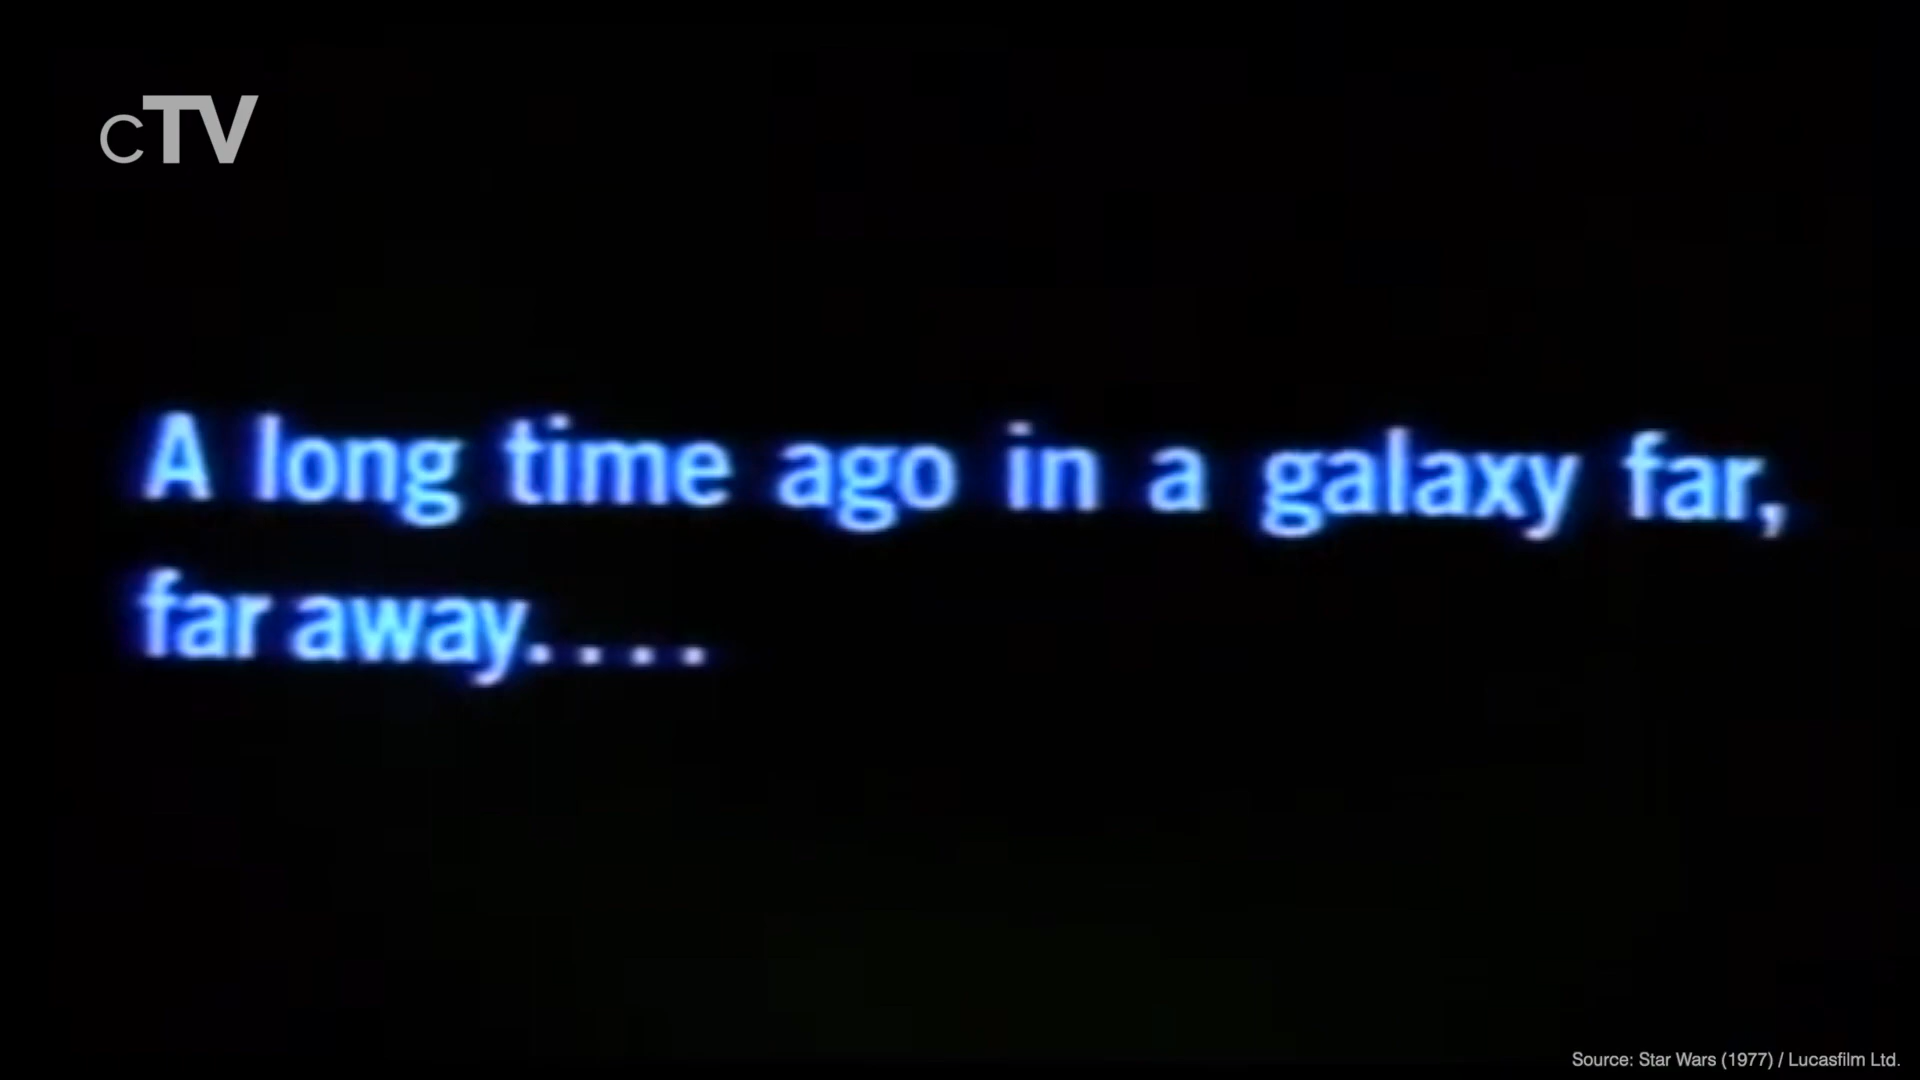 cTV
A long time ago in a galaxy far,
far away....
Source: Star Wars (1977) / Lucasfilm Ltd.